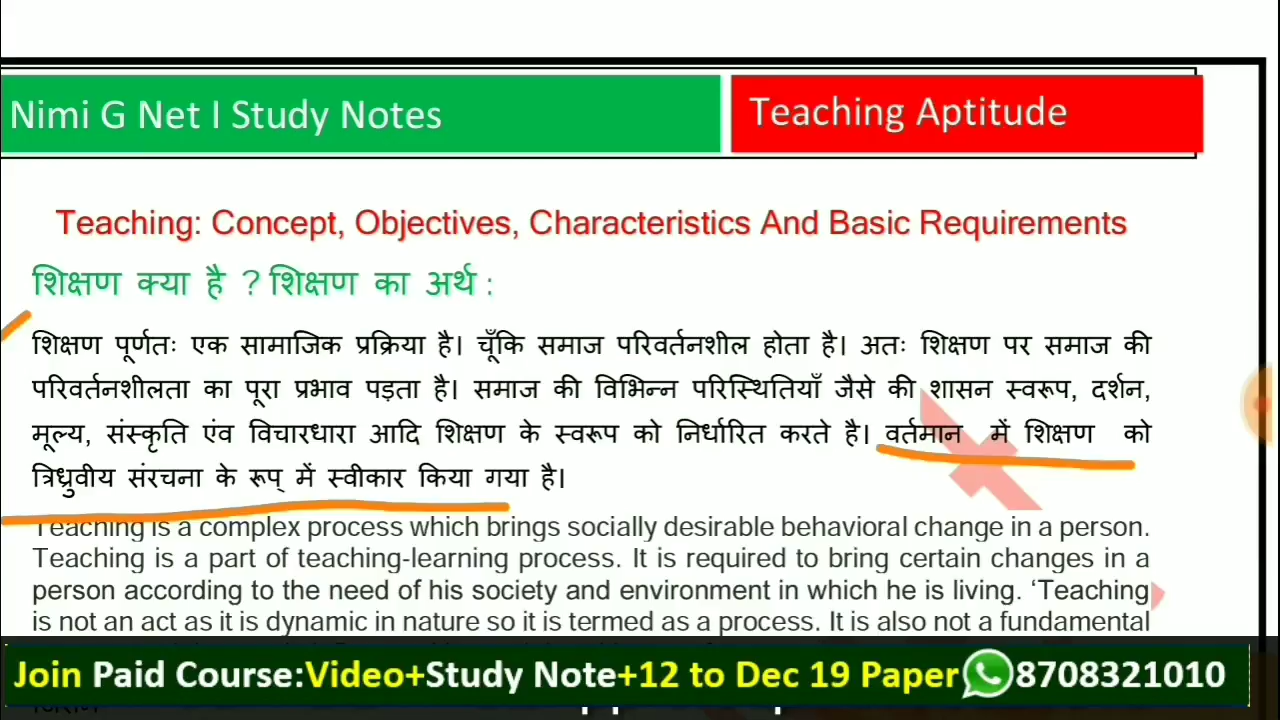 Nimi G Net I Study Notes
Teaching Aptitude
Teaching: Concept, Objectives, Characteristics And Basic Requirements
शिक्षण क्या है ? शिक्षण का अर्थ :
शिक्षण पूर्णतः एक सामाजिक प्रक्रिया है। चूँकि समाज परिवर्तनशील होता है। अतः शिक्षण पर समाज की
परिवर्तनशीलता का पूरा प्रभाव पड़ता है। समाज की विभिन्न परिस्थितियाँ जैसे की शासन स्वरूप, दर्शन,
मूल्य, संस्कृति एंव विचारधारा आदि शिक्षण के स्वरूप को निर्धारित करते है। वर्तमान में शिक्षण को
त्रिध्रुवीय संरचना के रूप् में स्वीकार किया गया है।
Teaching is a complex process which brings socially desirable behavioral change in a person.
Teaching is a part of teaching-learning process. It is required to bring certain changes in a
person according to the need of his society and environment in which he is living. ‘Teaching
is not an act as it is dynamic in nature so it is termed as a process. It is also not a fundamental
Join Paid Course:Video+Study Note+12 to Dec 19 Paper 8708321010